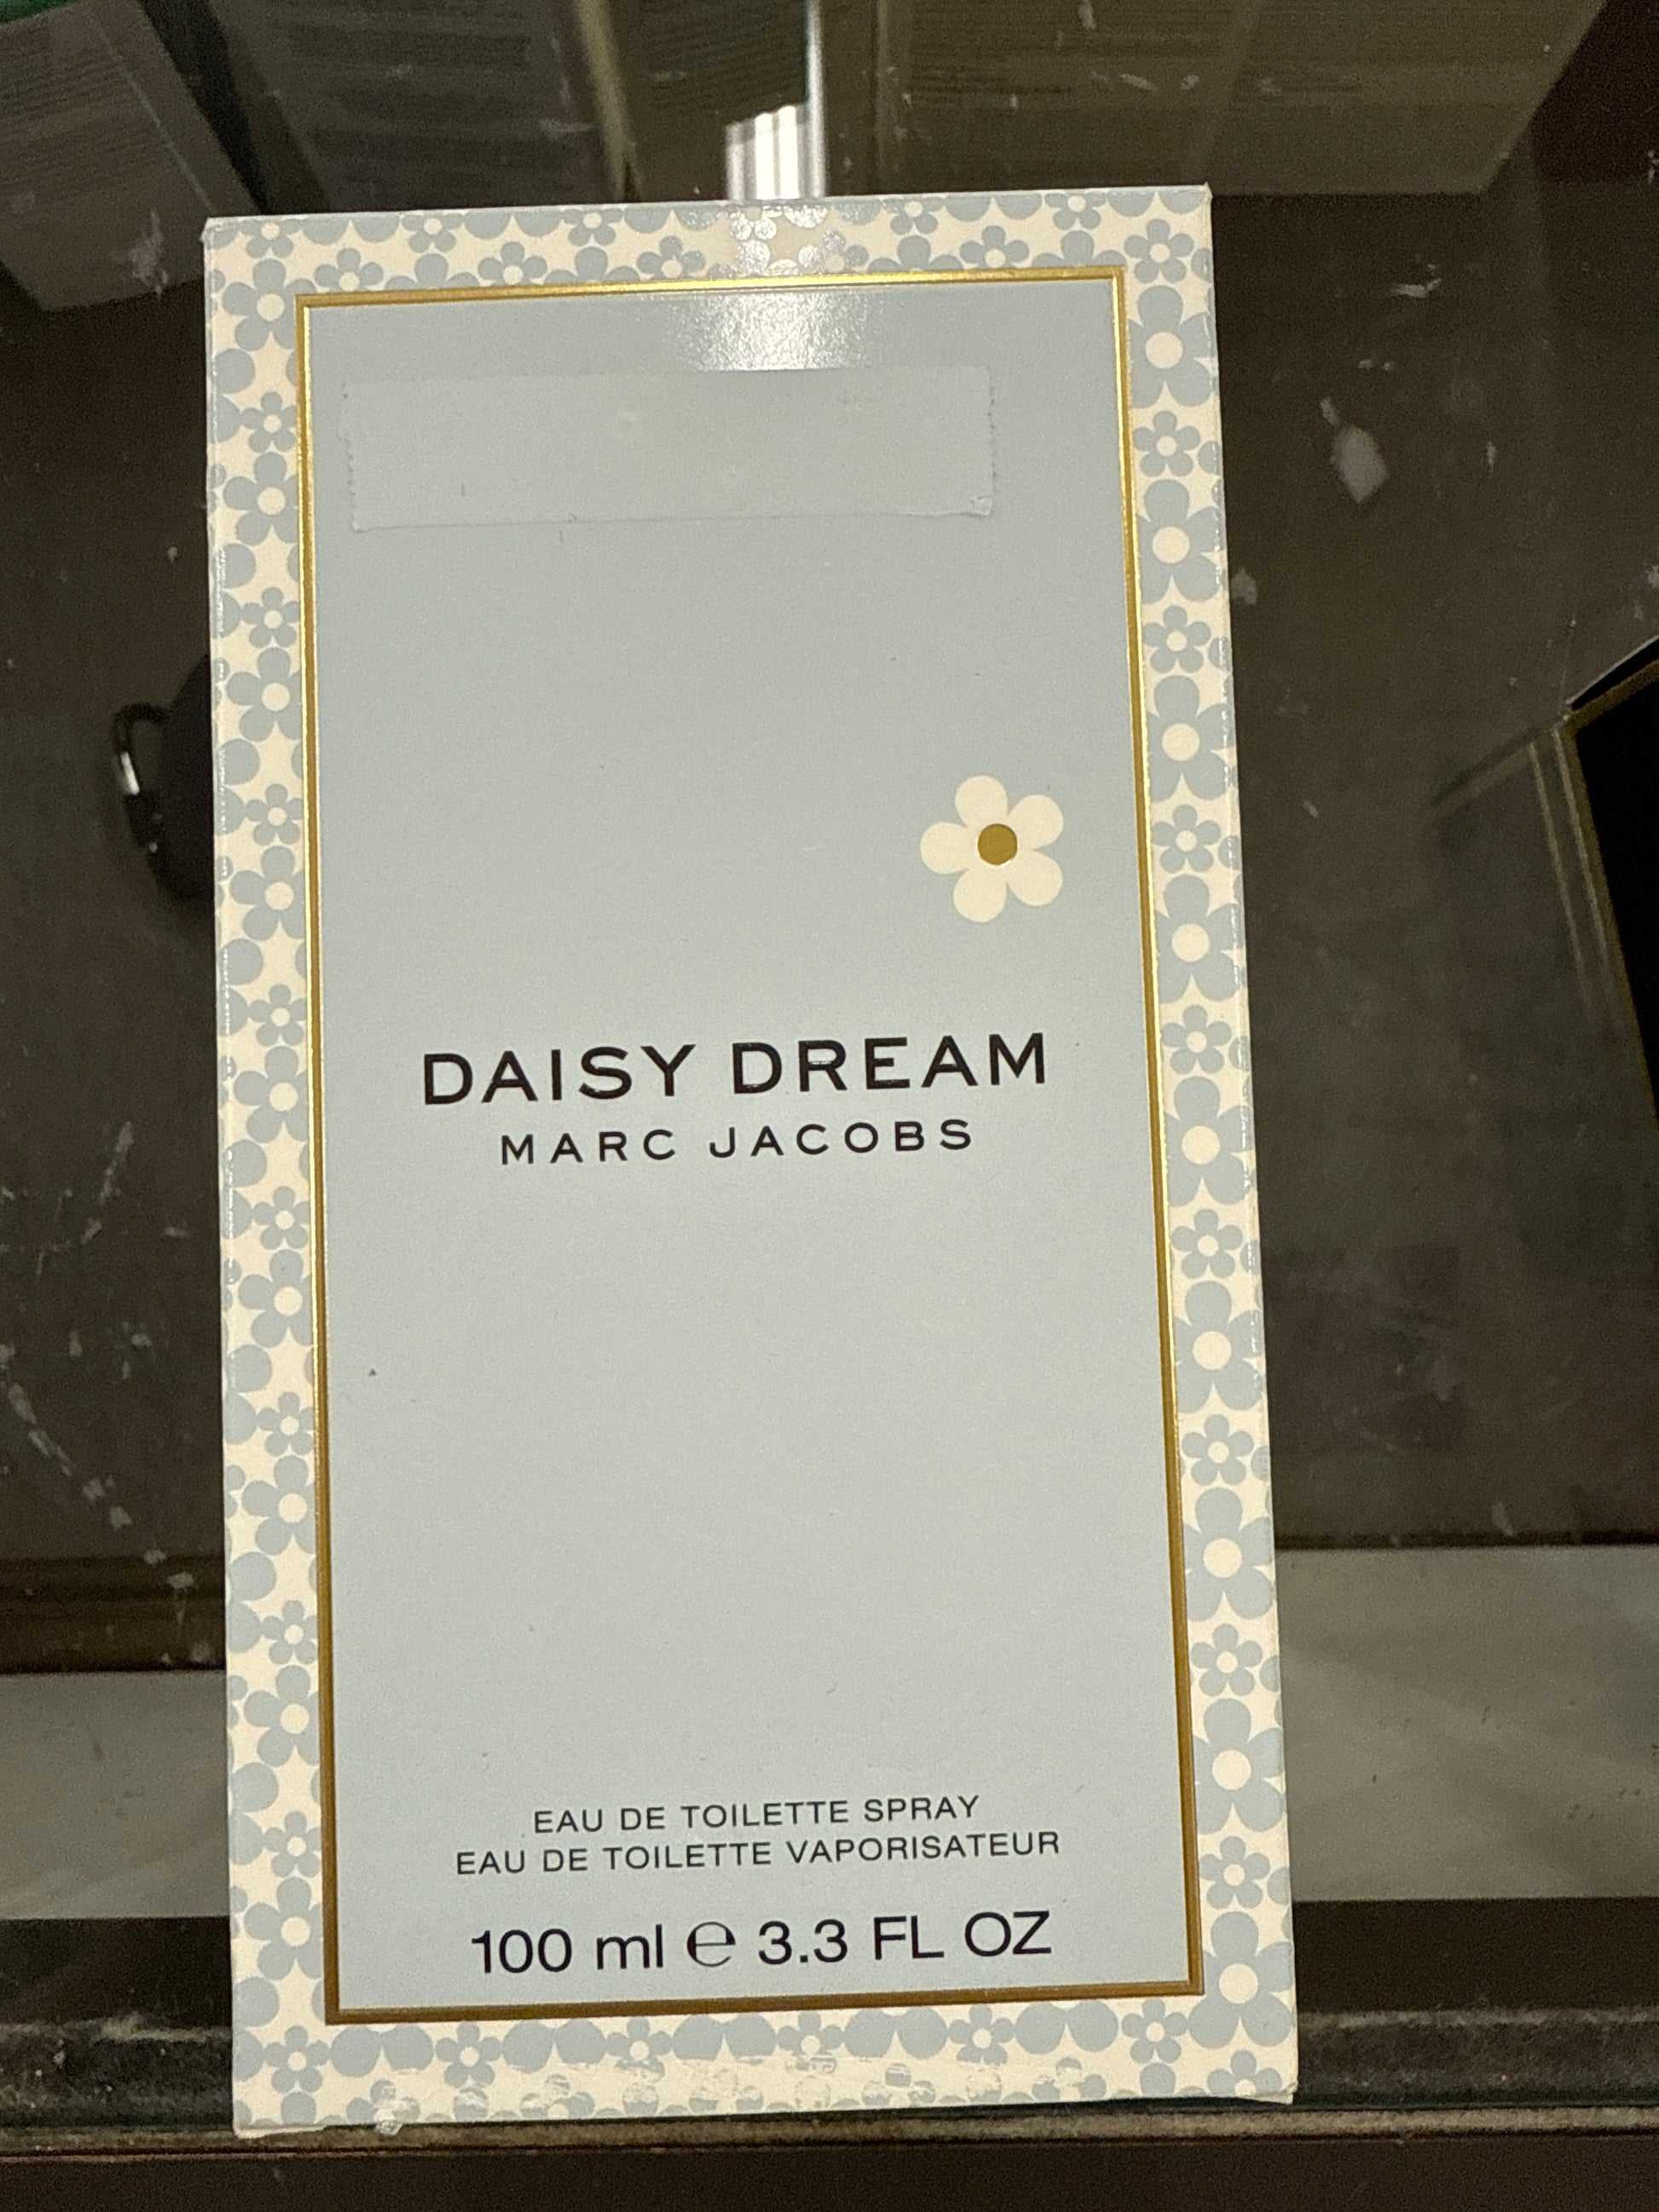 DAISY DREAM
MARC JACOBS
EAU DE TOILETTE SPRAY
EAU DE TOILETTE VAPORISATEUR
100 ml ℮ 3.3 FL OZ